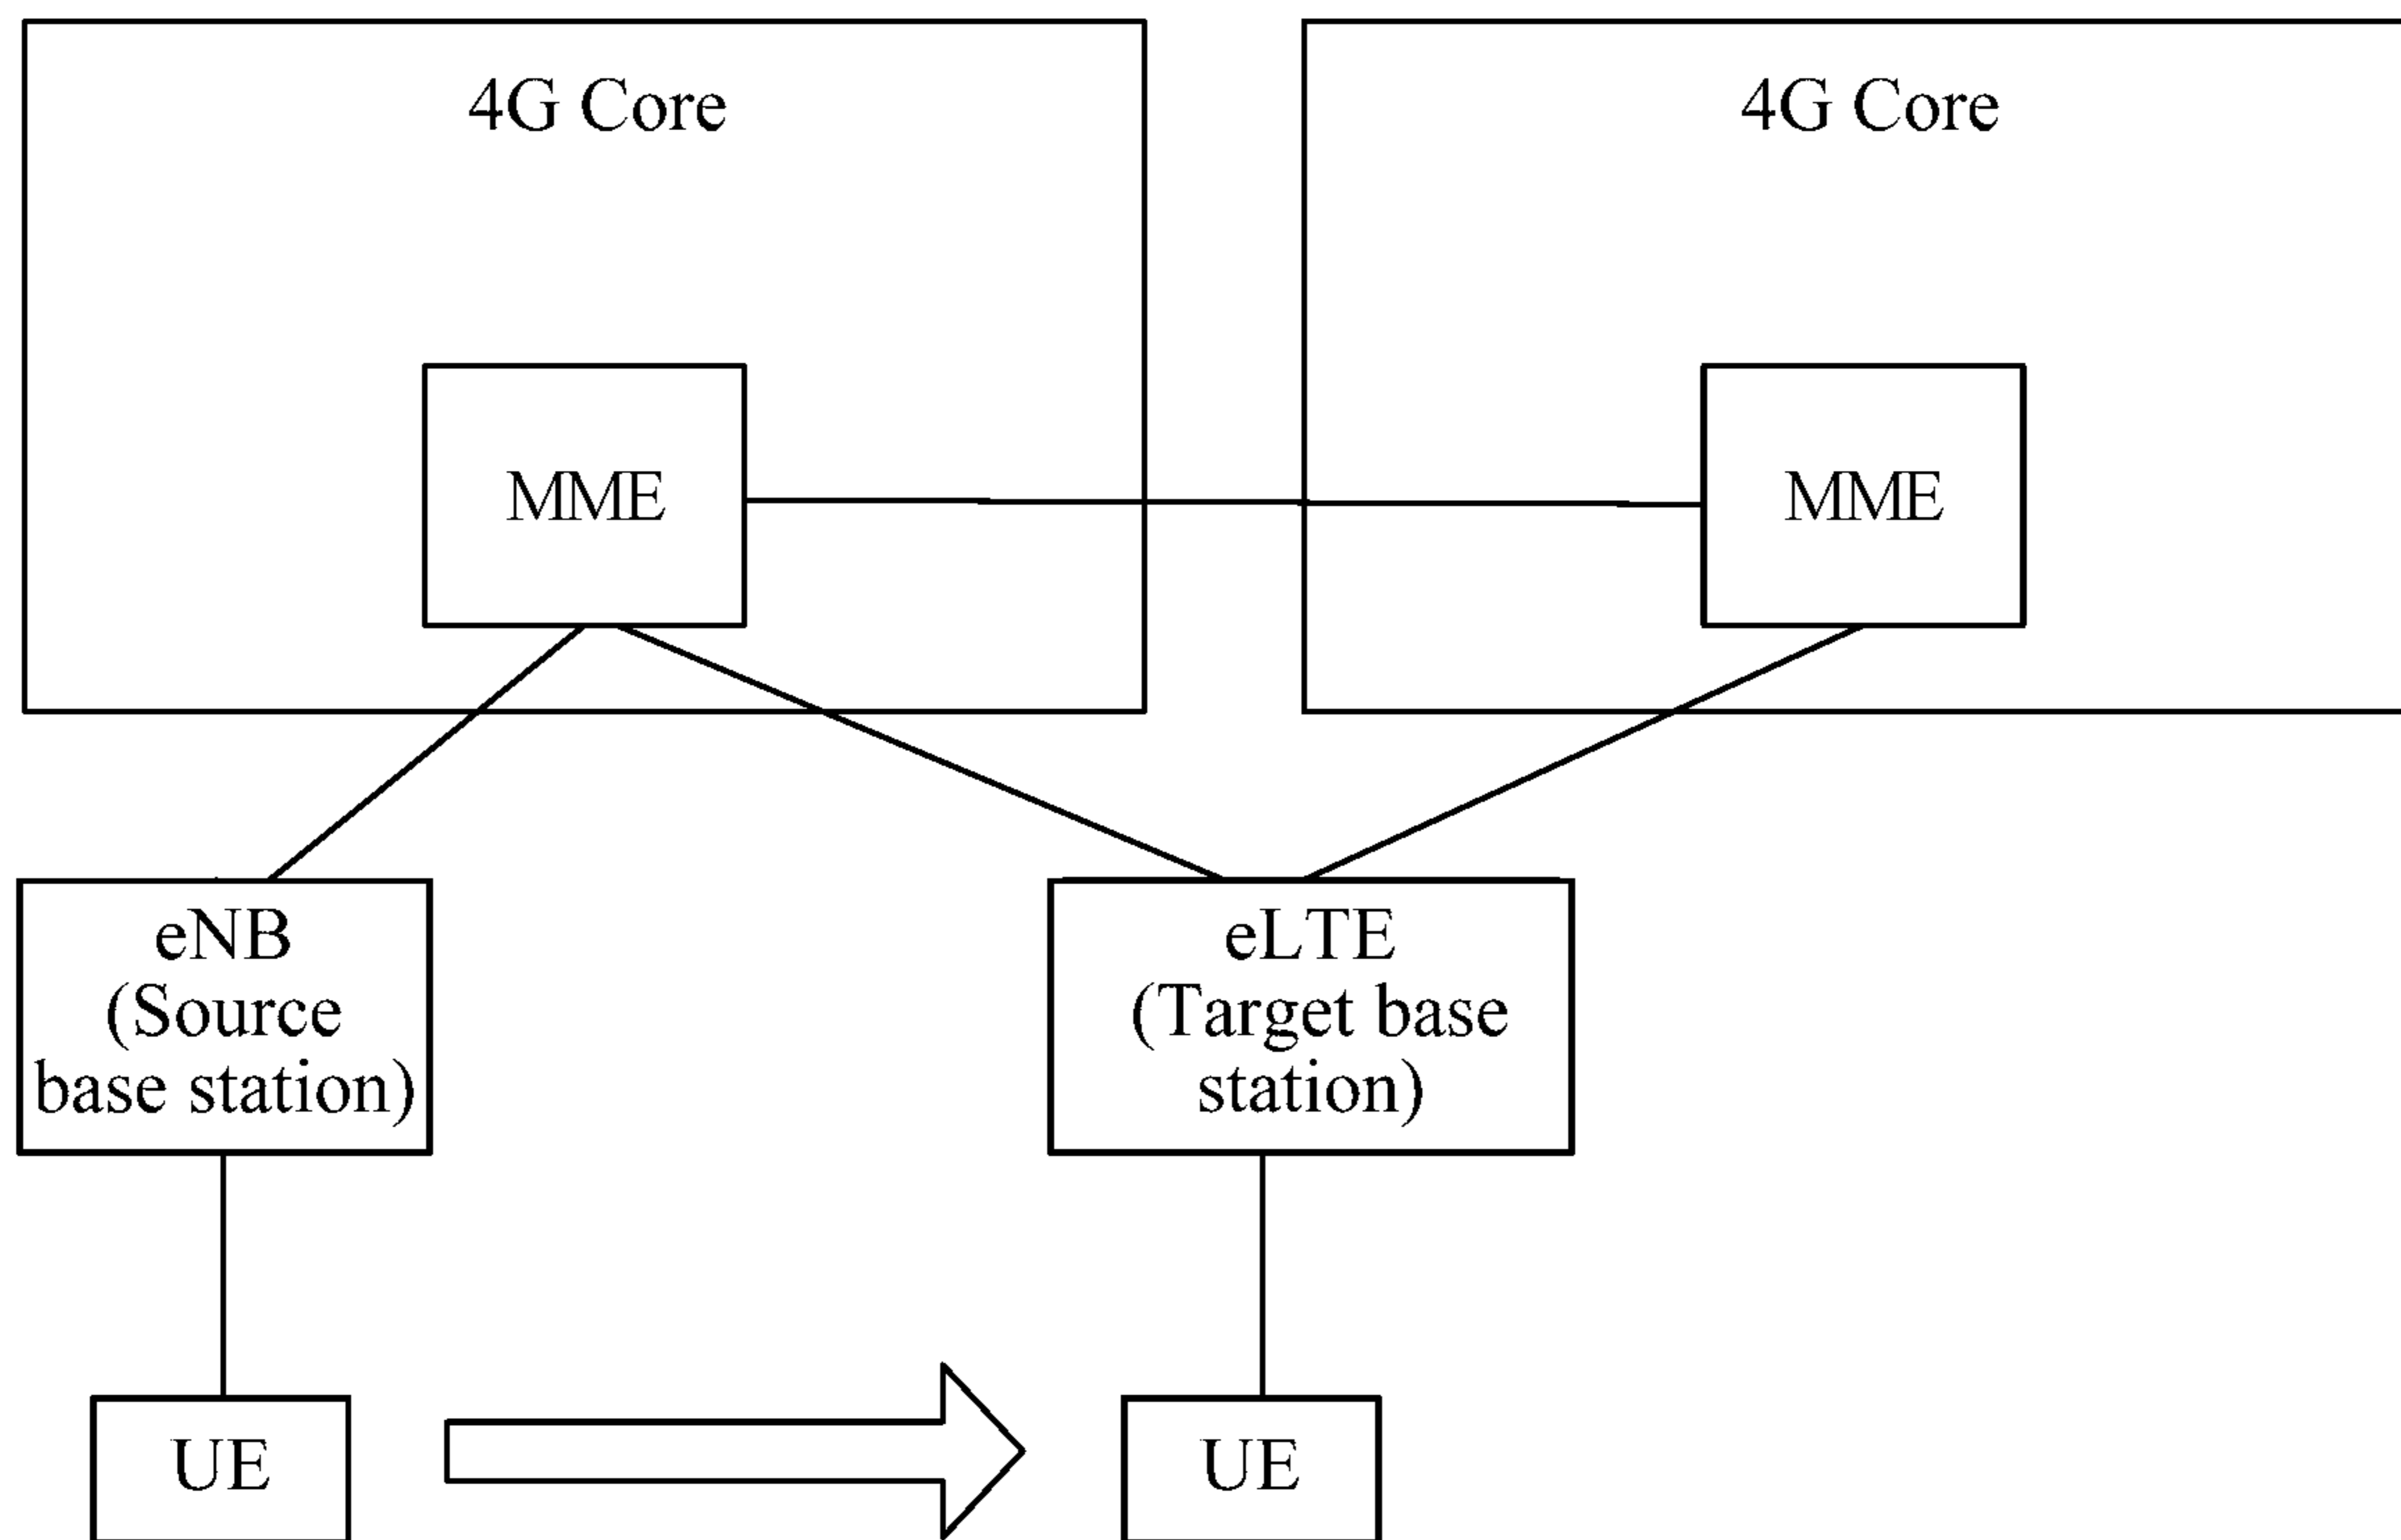 4G Core
4G Core
MME
MME
eNB
(Source
base station)
eLTE
(Target base
station)
UE
UE